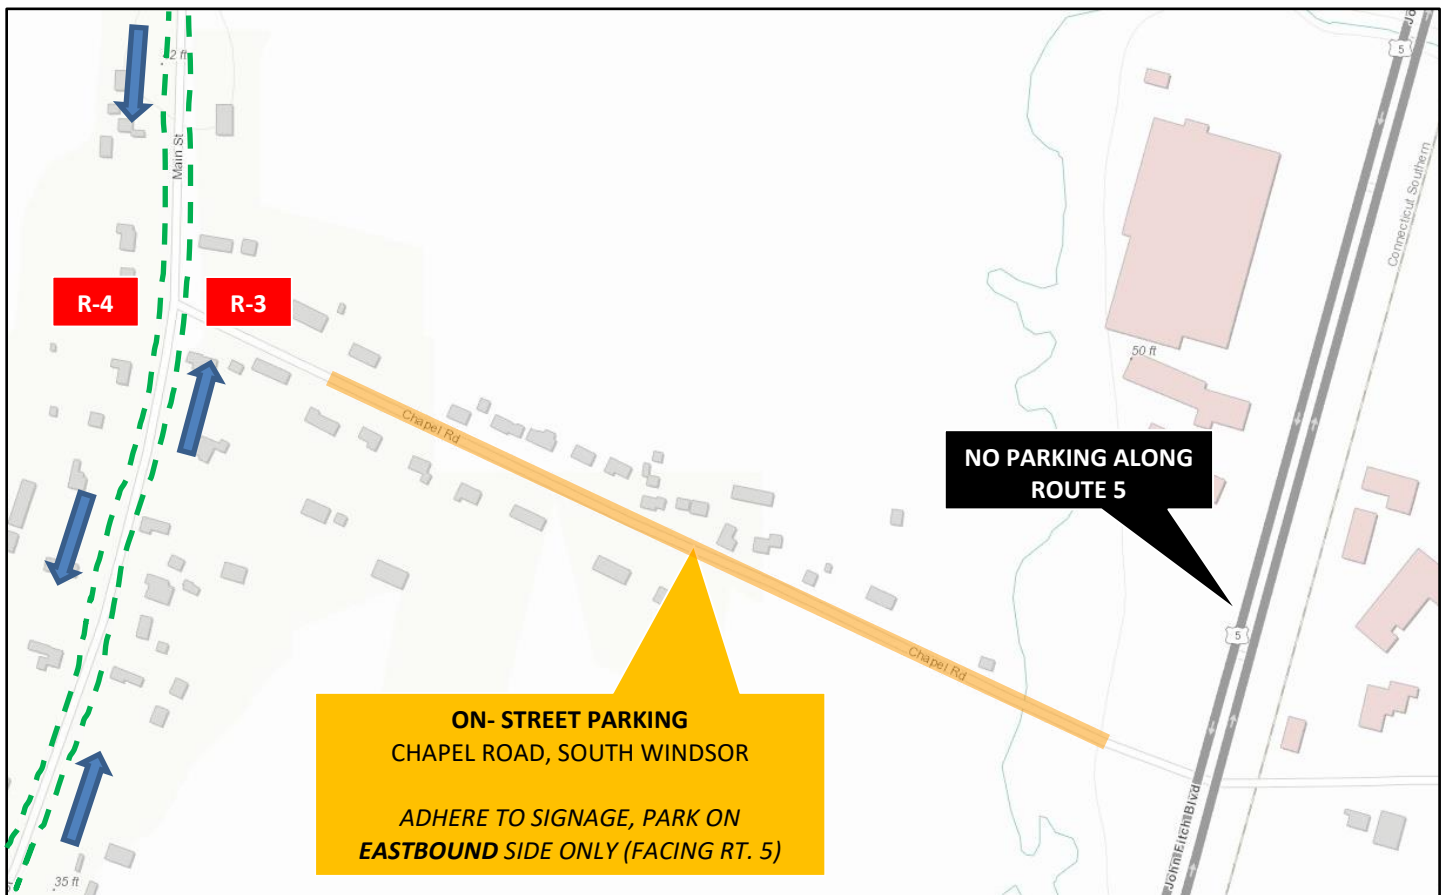 Jo
5
2 ft
Main St
Connecticut Southern
R-4
R-3
50 ft
Chapel Rd
NO PARKING ALONG
ROUTE 5
5
Chapel Rd
ON- STREET PARKING
CHAPEL ROAD, SOUTH WINDSOR
ADHERE TO SIGNAGE, PARK ON
EASTBOUND SIDE ONLY (FACING RT. 5)
John Fitch Blvd
35 ft